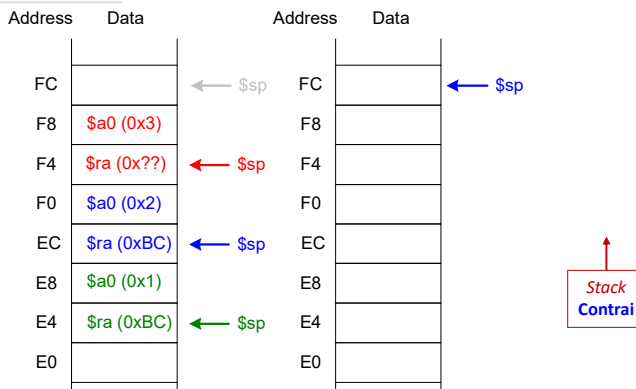 Address Data Address Data
FC $sp FC $sp
F8 $a0 (0x3) F8
F4 $ra (0x??) $sp F4
F0 $a0 (0x2) F0
EC $ra (0xBC) $sp EC
E8 $a0 (0x1) E8
E4 $ra (0xBC) $sp E4
E0 E0
Stack
Contrai